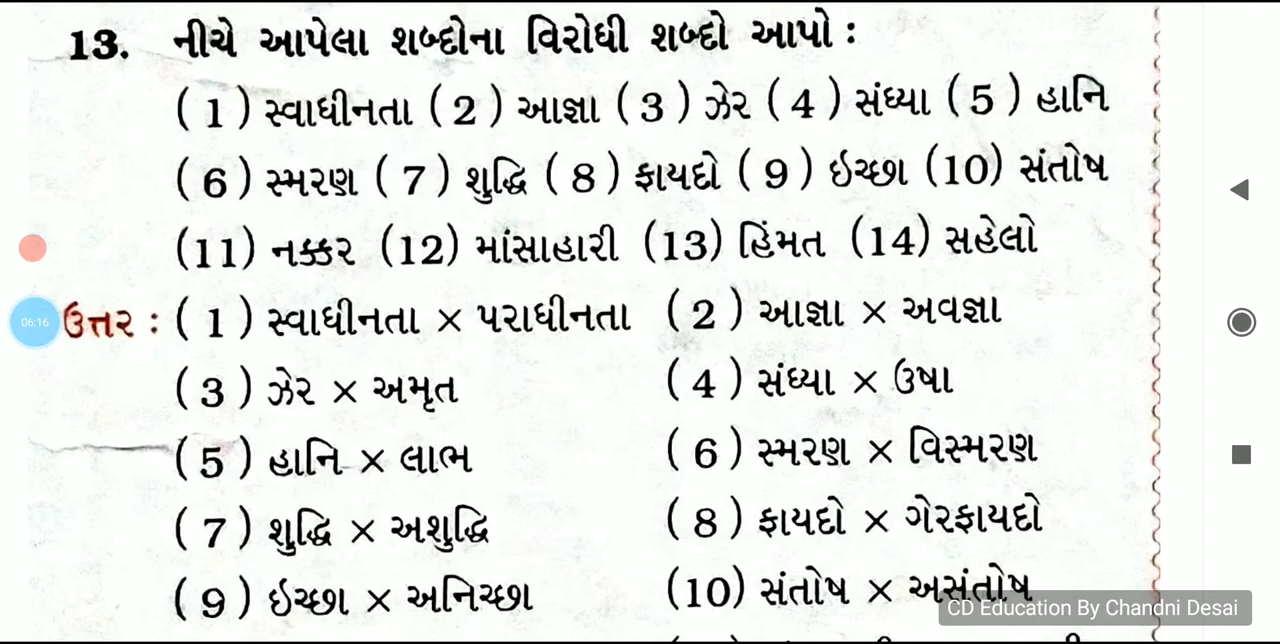 13. નીચે આપેલા શબ્દોના વિરોધી શબ્દો આપો :
(1) સ્વાધીનતા (2) આજ્ઞા (3) ઝેર (4) સંધ્યા (5) હાનિ
(6) સ્મરણ (7) શુદ્ધિ (8) ફાયદો (9) ઇચ્છા (10) સંતોષ
(11) નક્કર (12) માંસાહારી (13) હિંમત (14) સહેલો
06:16
ઉત્તર : (1) સ્વાધીનતા × પરાધીનતા (2) આજ્ઞા × અવજ્ઞા
(3) ઝેર × અમૃત (4) સંધ્યા × ઉષા
(5) હાનિ × લાભ (6) સ્મરણ × વિસ્મરણ
(7) શુદ્ધિ × અશુદ્ધિ (8) ફાયદો × ગેરફાયદો
(9) ઇચ્છા × અનિચ્છા (10) સંતોષ × અસંતોષ
CD Education By Chandni Desai